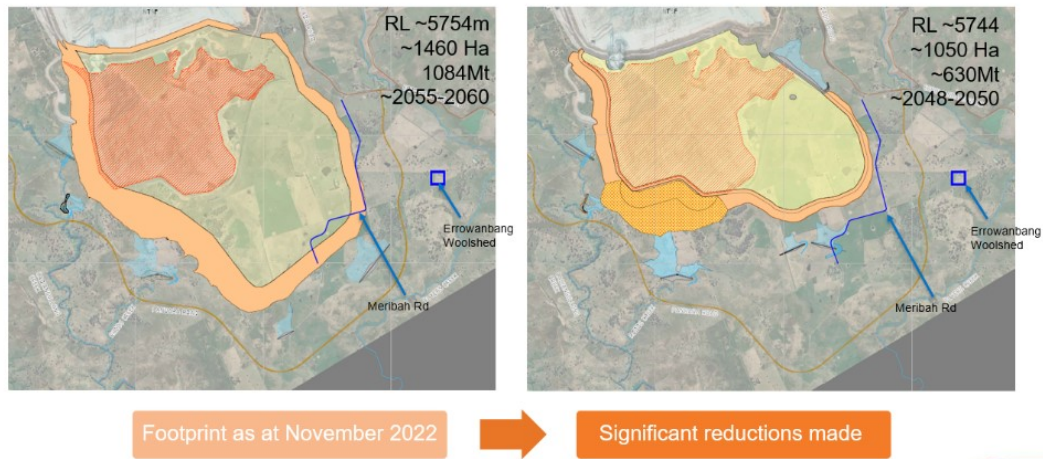 RL ~5754m
~1460 Ha
1084Mt
~2055-2060
Errowanbang
Woolshed
Meribah Rd
RL ~5744
~1050 Ha
~630Mt
~2048-2050
Errowanbang
Woolshed
Meribah Rd
Footprint as at November 2022
Significant reductions made